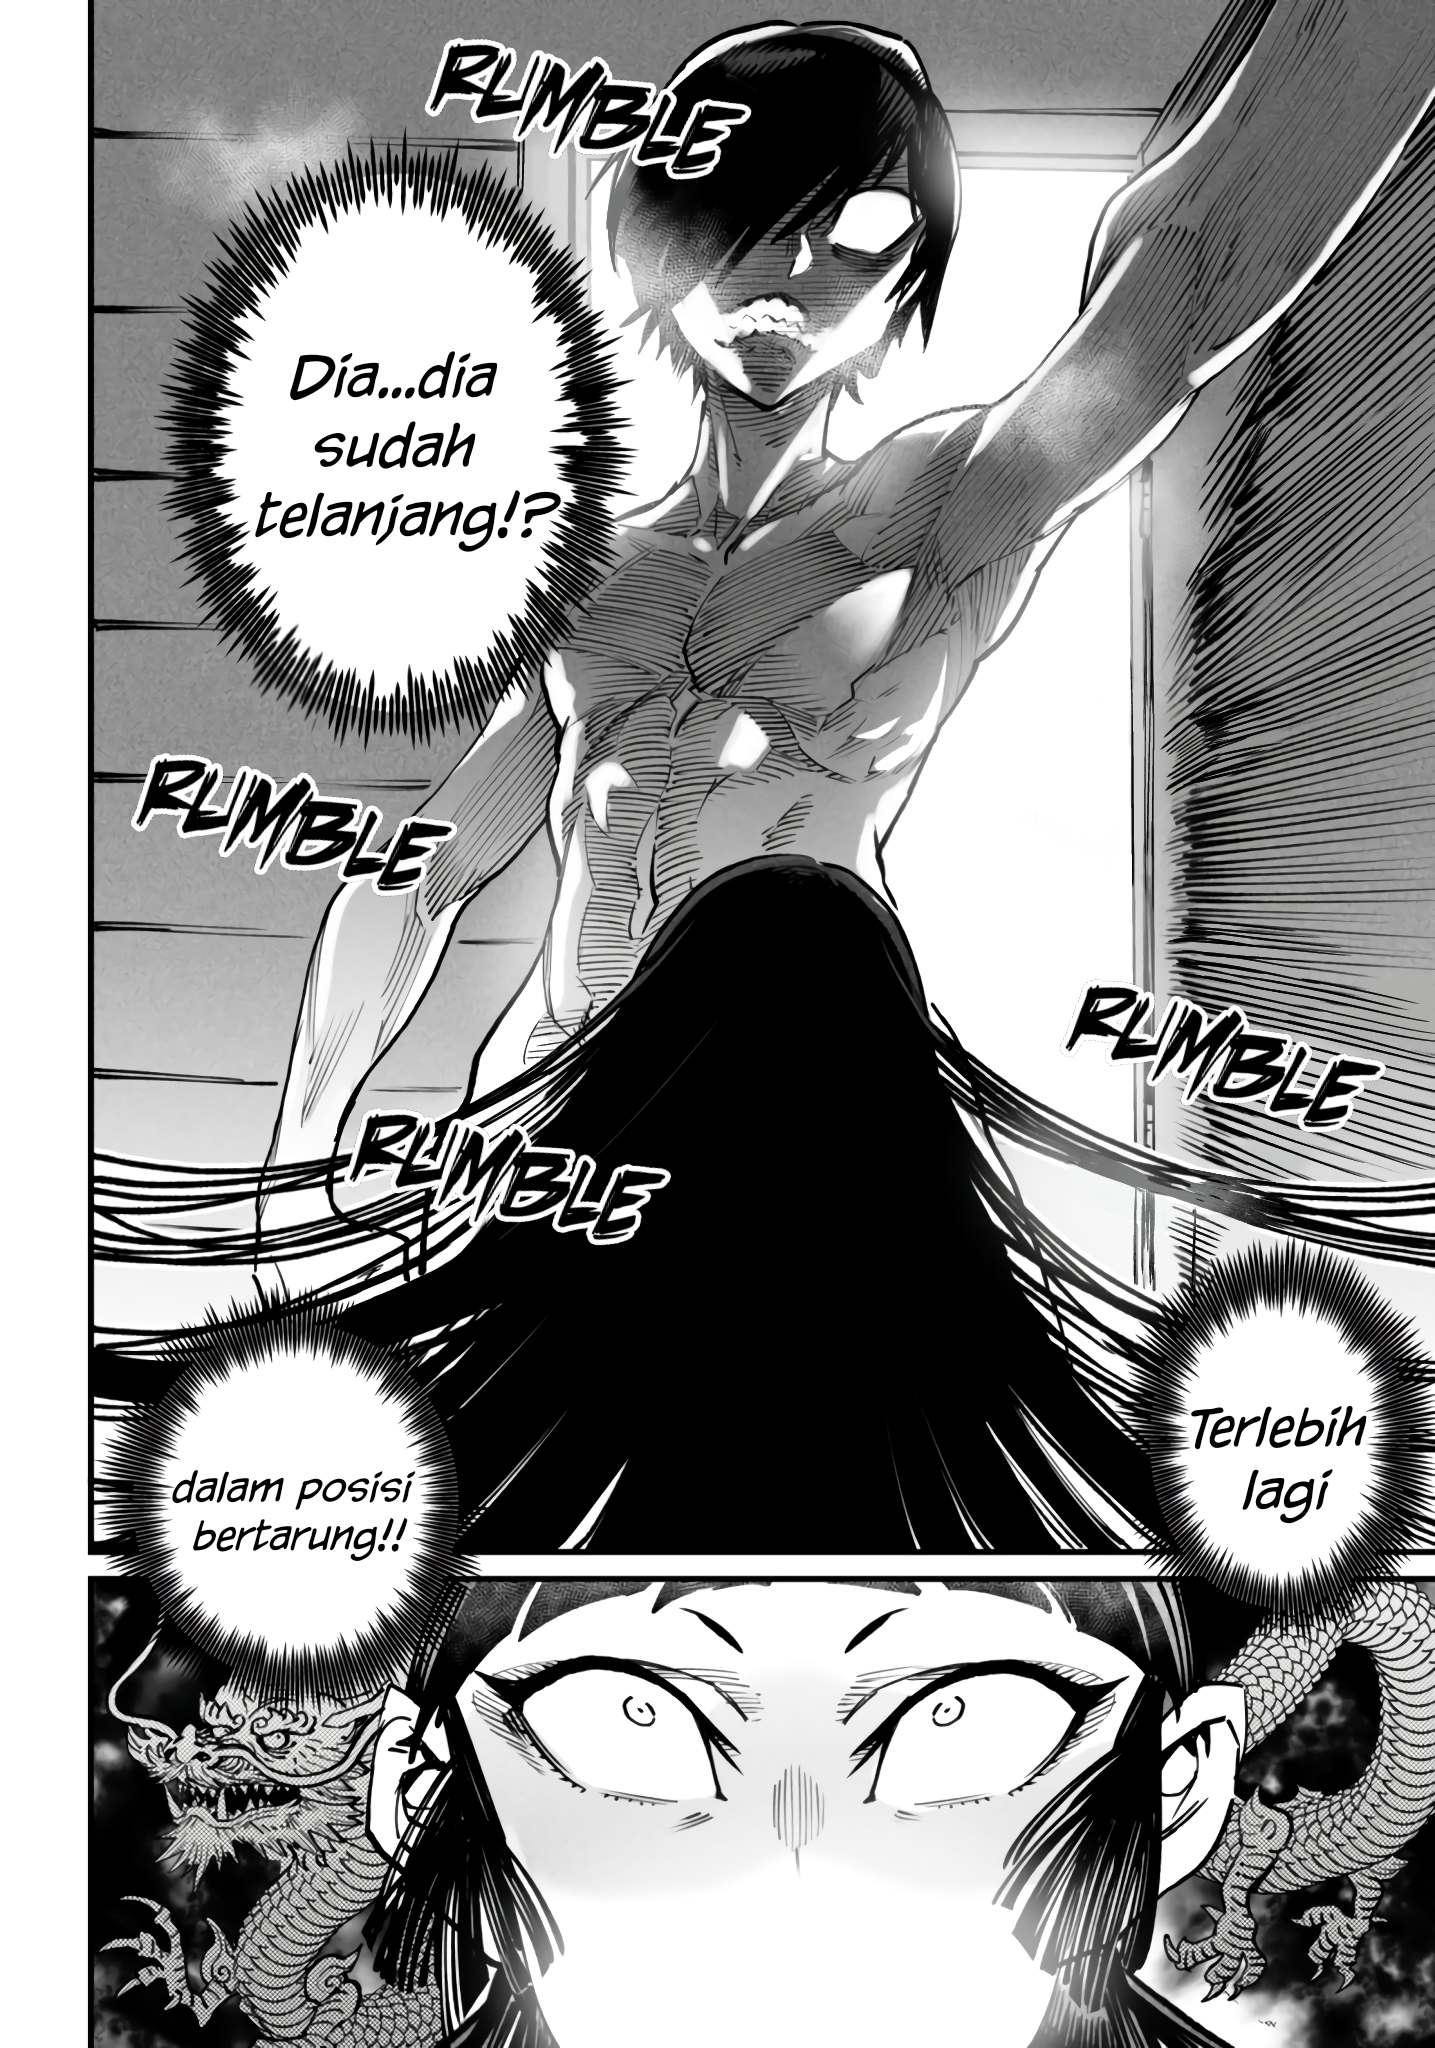 RUMBLE
Dia...dia
sudah
telanjang!?
RUMBLE
RUMBLE
RUMBLE
Terlebih
lagi
dalam posisi
bertarung!!